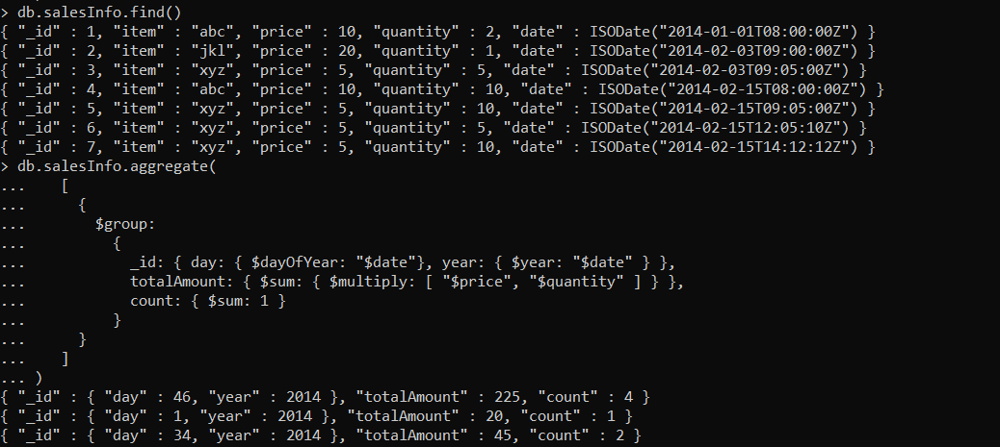 > db.salesInfo.find()
{ "_id" : 1, "item" : "abc", "price" : 10, "quantity" : 2, "date" : ISODate("2014-01-01T08:00:00Z") }
{ "_id" : 2, "item" : "jkl", "price" : 20, "quantity" : 1, "date" : ISODate("2014-02-03T09:00:00Z") }
{ "_id" : 3, "item" : "xyz", "price" : 5, "quantity" : 5, "date" : ISODate("2014-02-03T09:05:00Z") }
{ "_id" : 4, "item" : "abc", "price" : 10, "quantity" : 10, "date" : ISODate("2014-02-15T08:00:00Z") }
{ "_id" : 5, "item" : "xyz", "price" : 5, "quantity" : 10, "date" : ISODate("2014-02-15T09:05:00Z") }
{ "_id" : 6, "item" : "xyz", "price" : 5, "quantity" : 5, "date" : ISODate("2014-02-15T12:05:10Z") }
{ "_id" : 7, "item" : "xyz", "price" : 5, "quantity" : 10, "date" : ISODate("2014-02-15T14:12:12Z") }
> db.salesInfo.aggregate(
...    [
...      {
...        $group:
...          {
...            _id: { day: { $dayOfYear: "$date"}, year: { $year: "$date" } },
...            totalAmount: { $sum: { $multiply: [ "$price", "$quantity" ] } },
...            count: { $sum: 1 }
...          }
...      }
...    ]
... )
{ "_id" : { "day" : 46, "year" : 2014 }, "totalAmount" : 225, "count" : 4 }
{ "_id" : { "day" : 1, "year" : 2014 }, "totalAmount" : 20, "count" : 1 }
{ "_id" : { "day" : 34, "year" : 2014 }, "totalAmount" : 45, "count" : 2 }